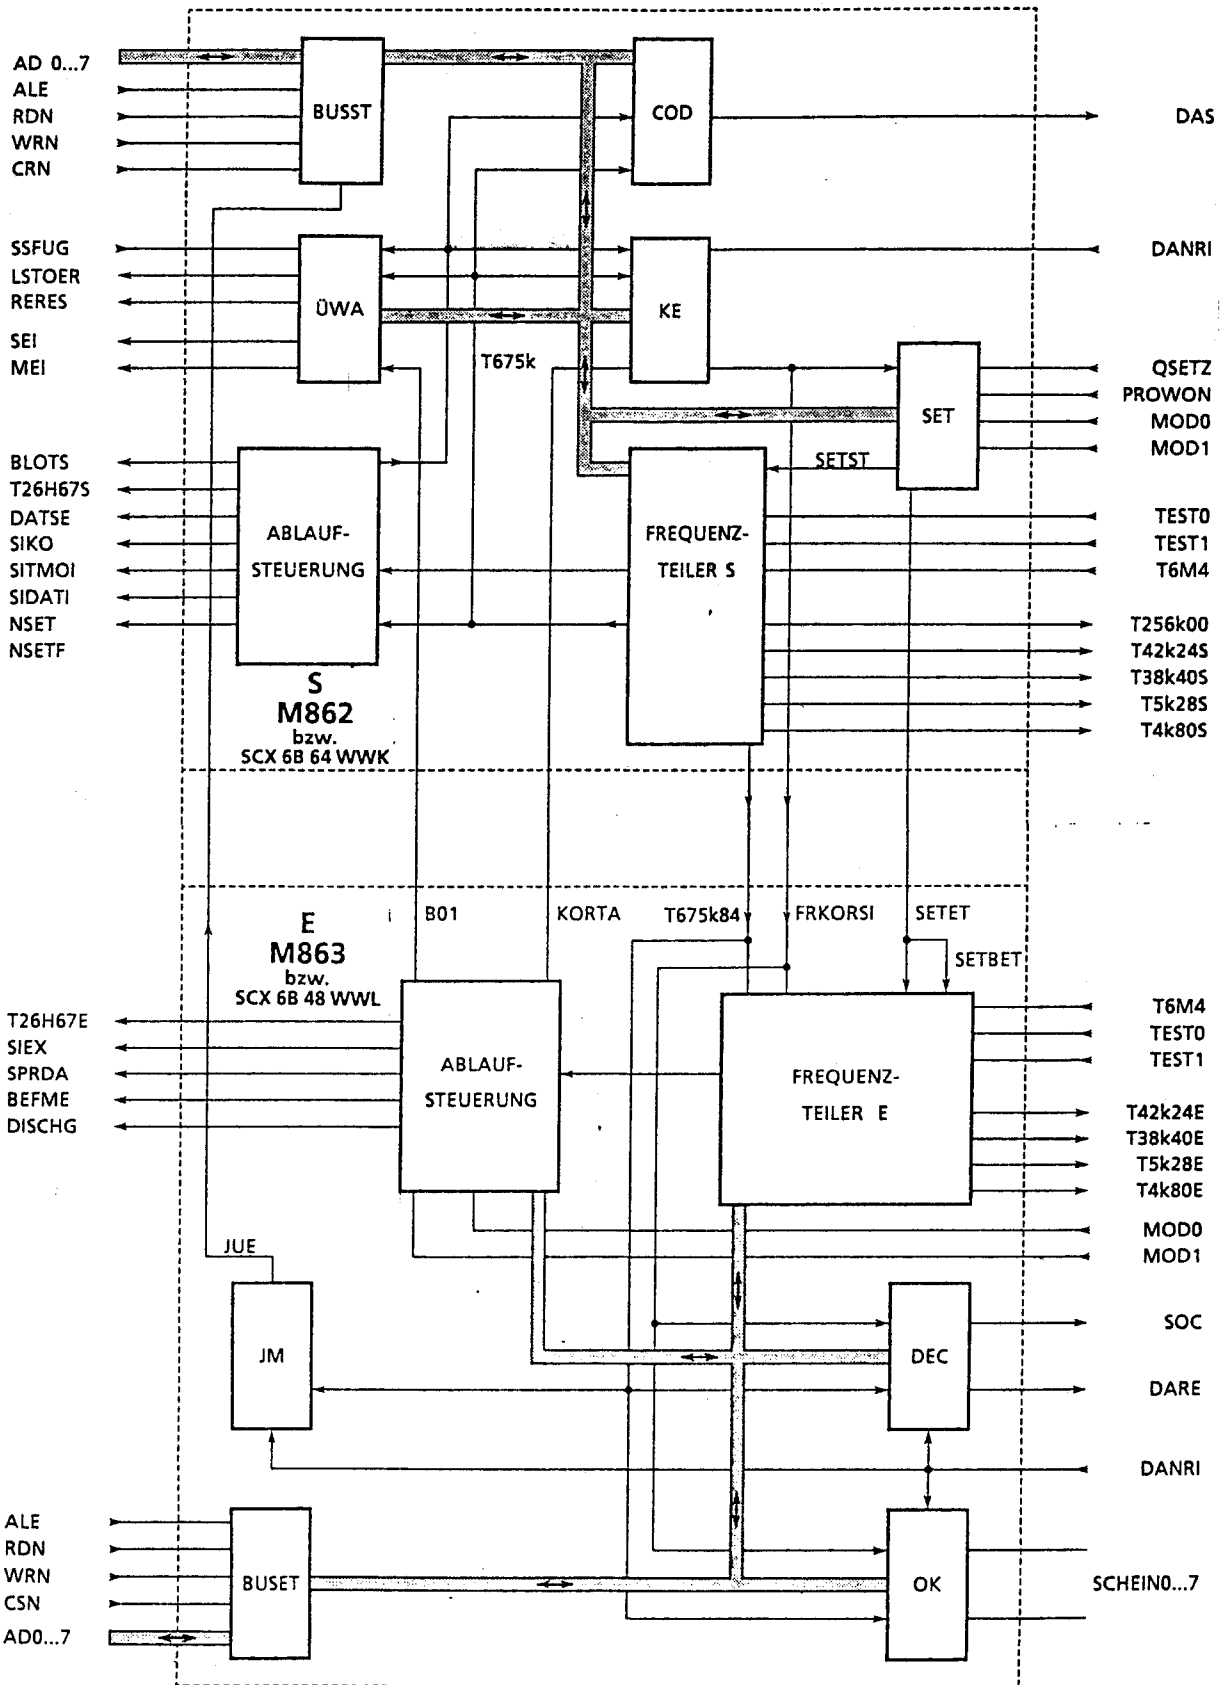 AD 0...7
ALE
RDN
WRN
CRN
BUSST
COD
DAS
SSFUG
LSTOER
RERES
SEI
MEI
ÜWA
KE
DANRI
T675k
QSETZ
PROWON
MOD0
MOD1
SET
SETST
BLOTS
T26H67S
DATSE
SIKO
SITMOI
SIDATI
NSET
NSETF
ABLAUF-
STEUERUNG
FREQUENZ-
TEILER S
TEST0
TEST1
T6M4
T256k00
T42k24S
T38k40S
T5k28S
T4k80S
S
M862
bzw.
SCX 6B 64 WWK
E
M863
bzw.
SCX 6B 48 WWL
B01
KORTA
T675k84
FRKORSI
SETET
SETBET
T26H67E
SIEX
SPRDA
BEFME
DISCHG
ABLAUF-
STEUERUNG
FREQUENZ-
TEILER E
T6M4
TEST0
TEST1
T42k24E
T38k40E
T5k28E
T4k80E
MOD0
MOD1
JUE
JM
DEC
SOC
DARE
DANRI
ALE
RDN
WRN
CSN
AD0...7
BUSET
OK
SCHEIN0...7